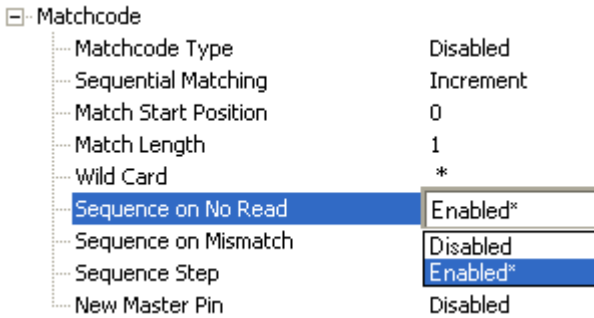 Matchcode
Matchcode Type Disabled
Sequential Matching Increment
Match Start Position 0
Match Length 1
Wild Card *
Sequence on No Read Enabled*
Sequence on Mismatch Disabled
Sequence Step Enabled*
New Master Pin Disabled